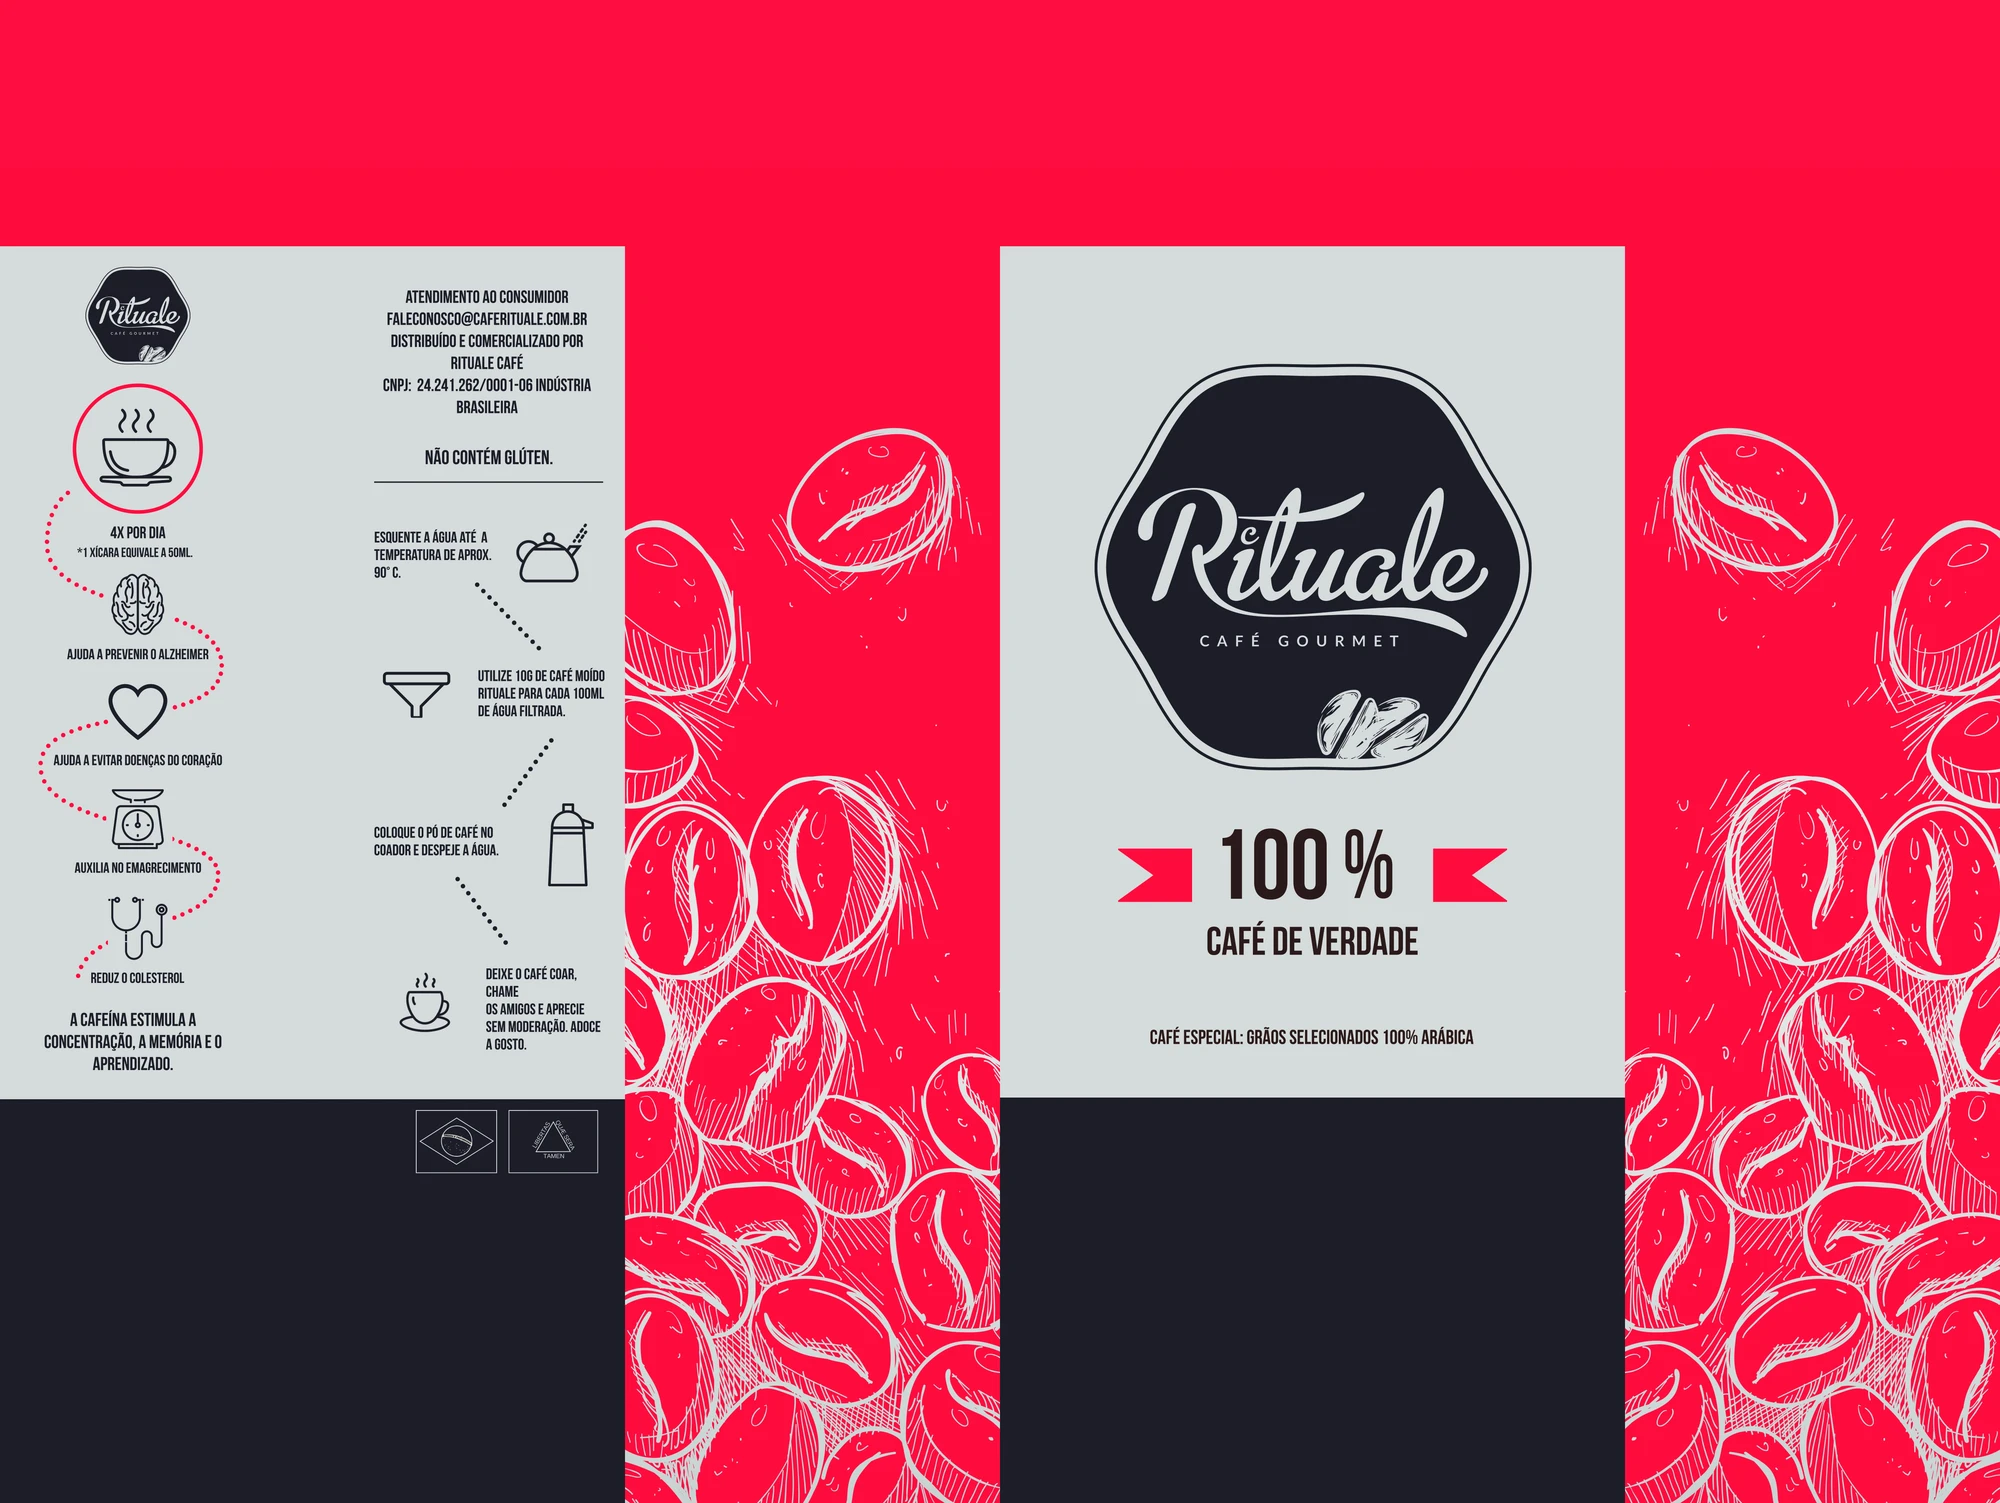 Rituale
CAFÉ GOURMET
4X POR DIA
*1 XÍCARA EQUIVALE A 50ML.
AJUDA A PREVENIR O ALZHEIMER
AJUDA A EVITAR DOENÇAS DO CORAÇÃO
AUXILIA NO EMAGRECIMENTO
REDUZ O COLESTEROL
A CAFEÍNA ESTIMULA A
CONCENTRAÇÃO, A MEMÓRIA E O
APRENDIZADO.
ATENDIMENTO AO CONSUMIDOR
FALECONOSCO@CAFERITUALE.COM.BR
DISTRIBUÍDO E COMERCIALIZADO POR
RITUALE CAFÉ
CNPJ: 24.241.262/0001-06 INDÚSTRIA
BRASILEIRA
NÃO CONTÉM GLÚTEN.
ESQUENTE A ÁGUA ATÉ A
TEMPERATURA DE APROX.
90° C.
UTILIZE 10G DE CAFÉ MOÍDO
RITUALE PARA CADA 100ML
DE ÁGUA FILTRADA.
COLOQUE O PÓ DE CAFÉ NO
COADOR E DESPEJE A ÁGUA.
DEIXE O CAFÉ COAR,
CHAME
OS AMIGOS E APRECIE
SEM MODERAÇÃO. ADOCE
A GOSTO.
LIBERTAS QUAE SERA
TAMEN
Rituale
CAFÉ GOURMET
100 %
CAFÉ DE VERDADE
CAFÉ ESPECIAL: GRÃOS SELECIONADOS 100% ARÁBICA